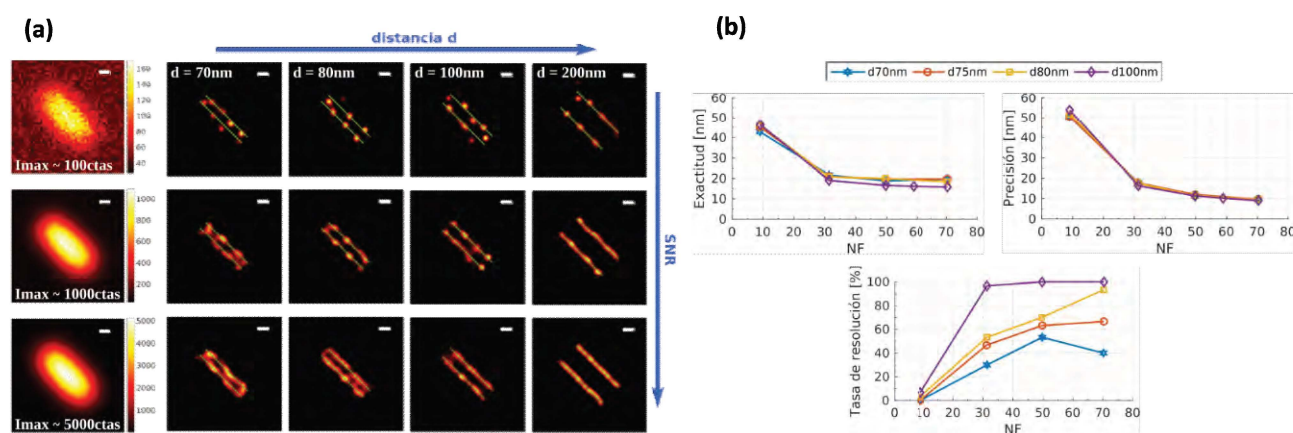 (a)
distancia d
d = 70nm
d = 80nm
d = 100nm
d = 200nm
Imax ~ 100ctas
160
120
80
40
Imax ~ 1000ctas
1000
800
600
400
200
Imax ~ 5000ctas
5000
4000
3000
2000
1000
SNR
(b)
d70nm d75nm d80nm d100nm
60
50
40
30
20
10
0
Exactitud [nm]
0 10 20 30 40 50 60 70 80
NF
60
50
40
30
20
10
0
Precisión [nm]
0 10 20 30 40 50 60 70 80
NF
100
80
60
40
20
0
Tasa de resolución [%]
0 10 20 30 40 50 60 70 80
NF